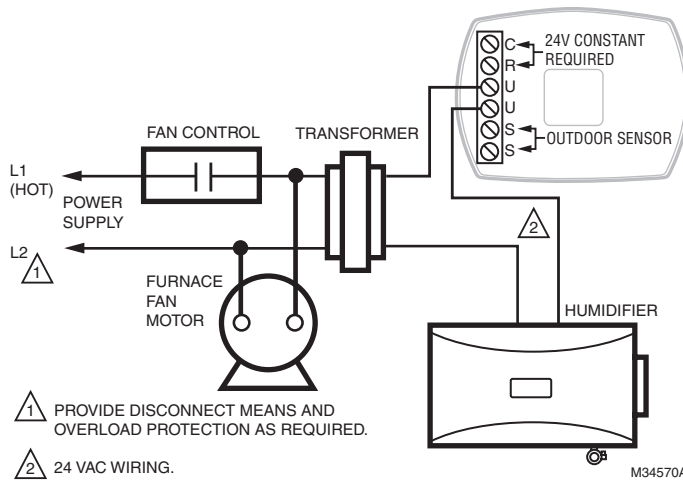 C
24V CONSTANT
R
REQUIRED
U
U
S
OUTDOOR SENSOR
S
FAN CONTROL
TRANSFORMER
L1
(HOT)
POWER
SUPPLY
L2
1
2
FURNACE
FAN
MOTOR
HUMIDIFIER
1 PROVIDE DISCONNECT MEANS AND
OVERLOAD PROTECTION AS REQUIRED.
2 24 VAC WIRING.
M34570A